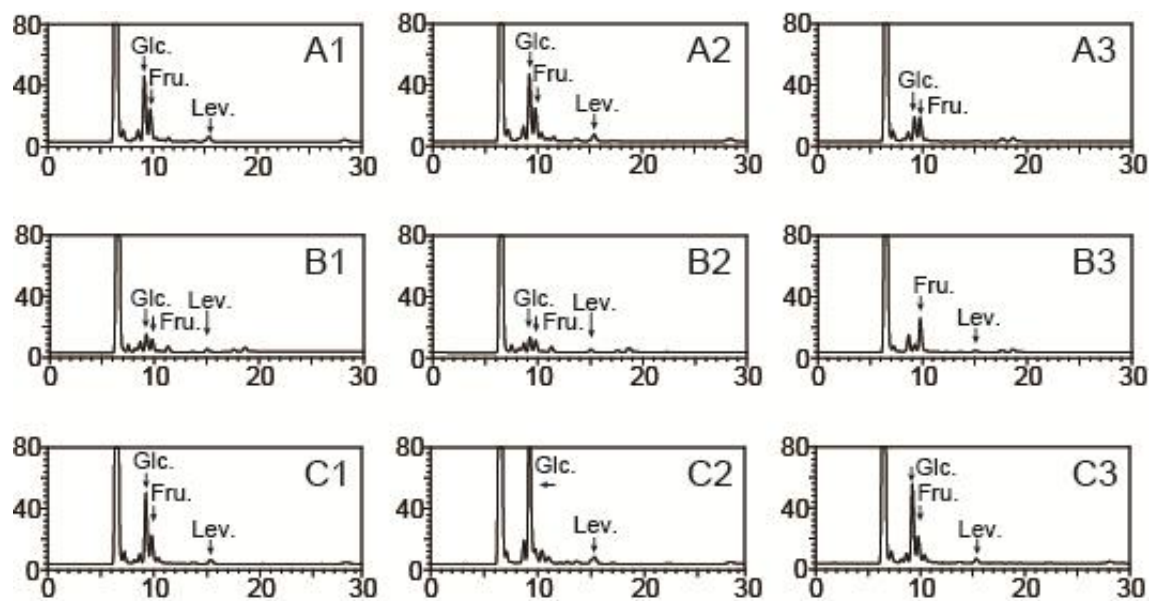 80 80 80
A1 A2 A3
Glc. Glc.
Fru. Fru. Glc. Fru.
40 40 40
Lev. Lev.
0 0 0
0 10 20 30 0 10 20 30 0 10 20 30
80 80 80
B1 B2 B3
Glc. Lev. Glc. Lev. Fru.
40 40 40
Fru. Fru. Lev.
0 0 0
0 10 20 30 0 10 20 30 0 10 20 30
80 80 80
C1 C2 C3
Glc. Glc. Glc.
Fru. Fru.
40 40 40
Lev. Lev. Lev.
0 0 0
0 10 20 30 0 10 20 30 0 10 20 30